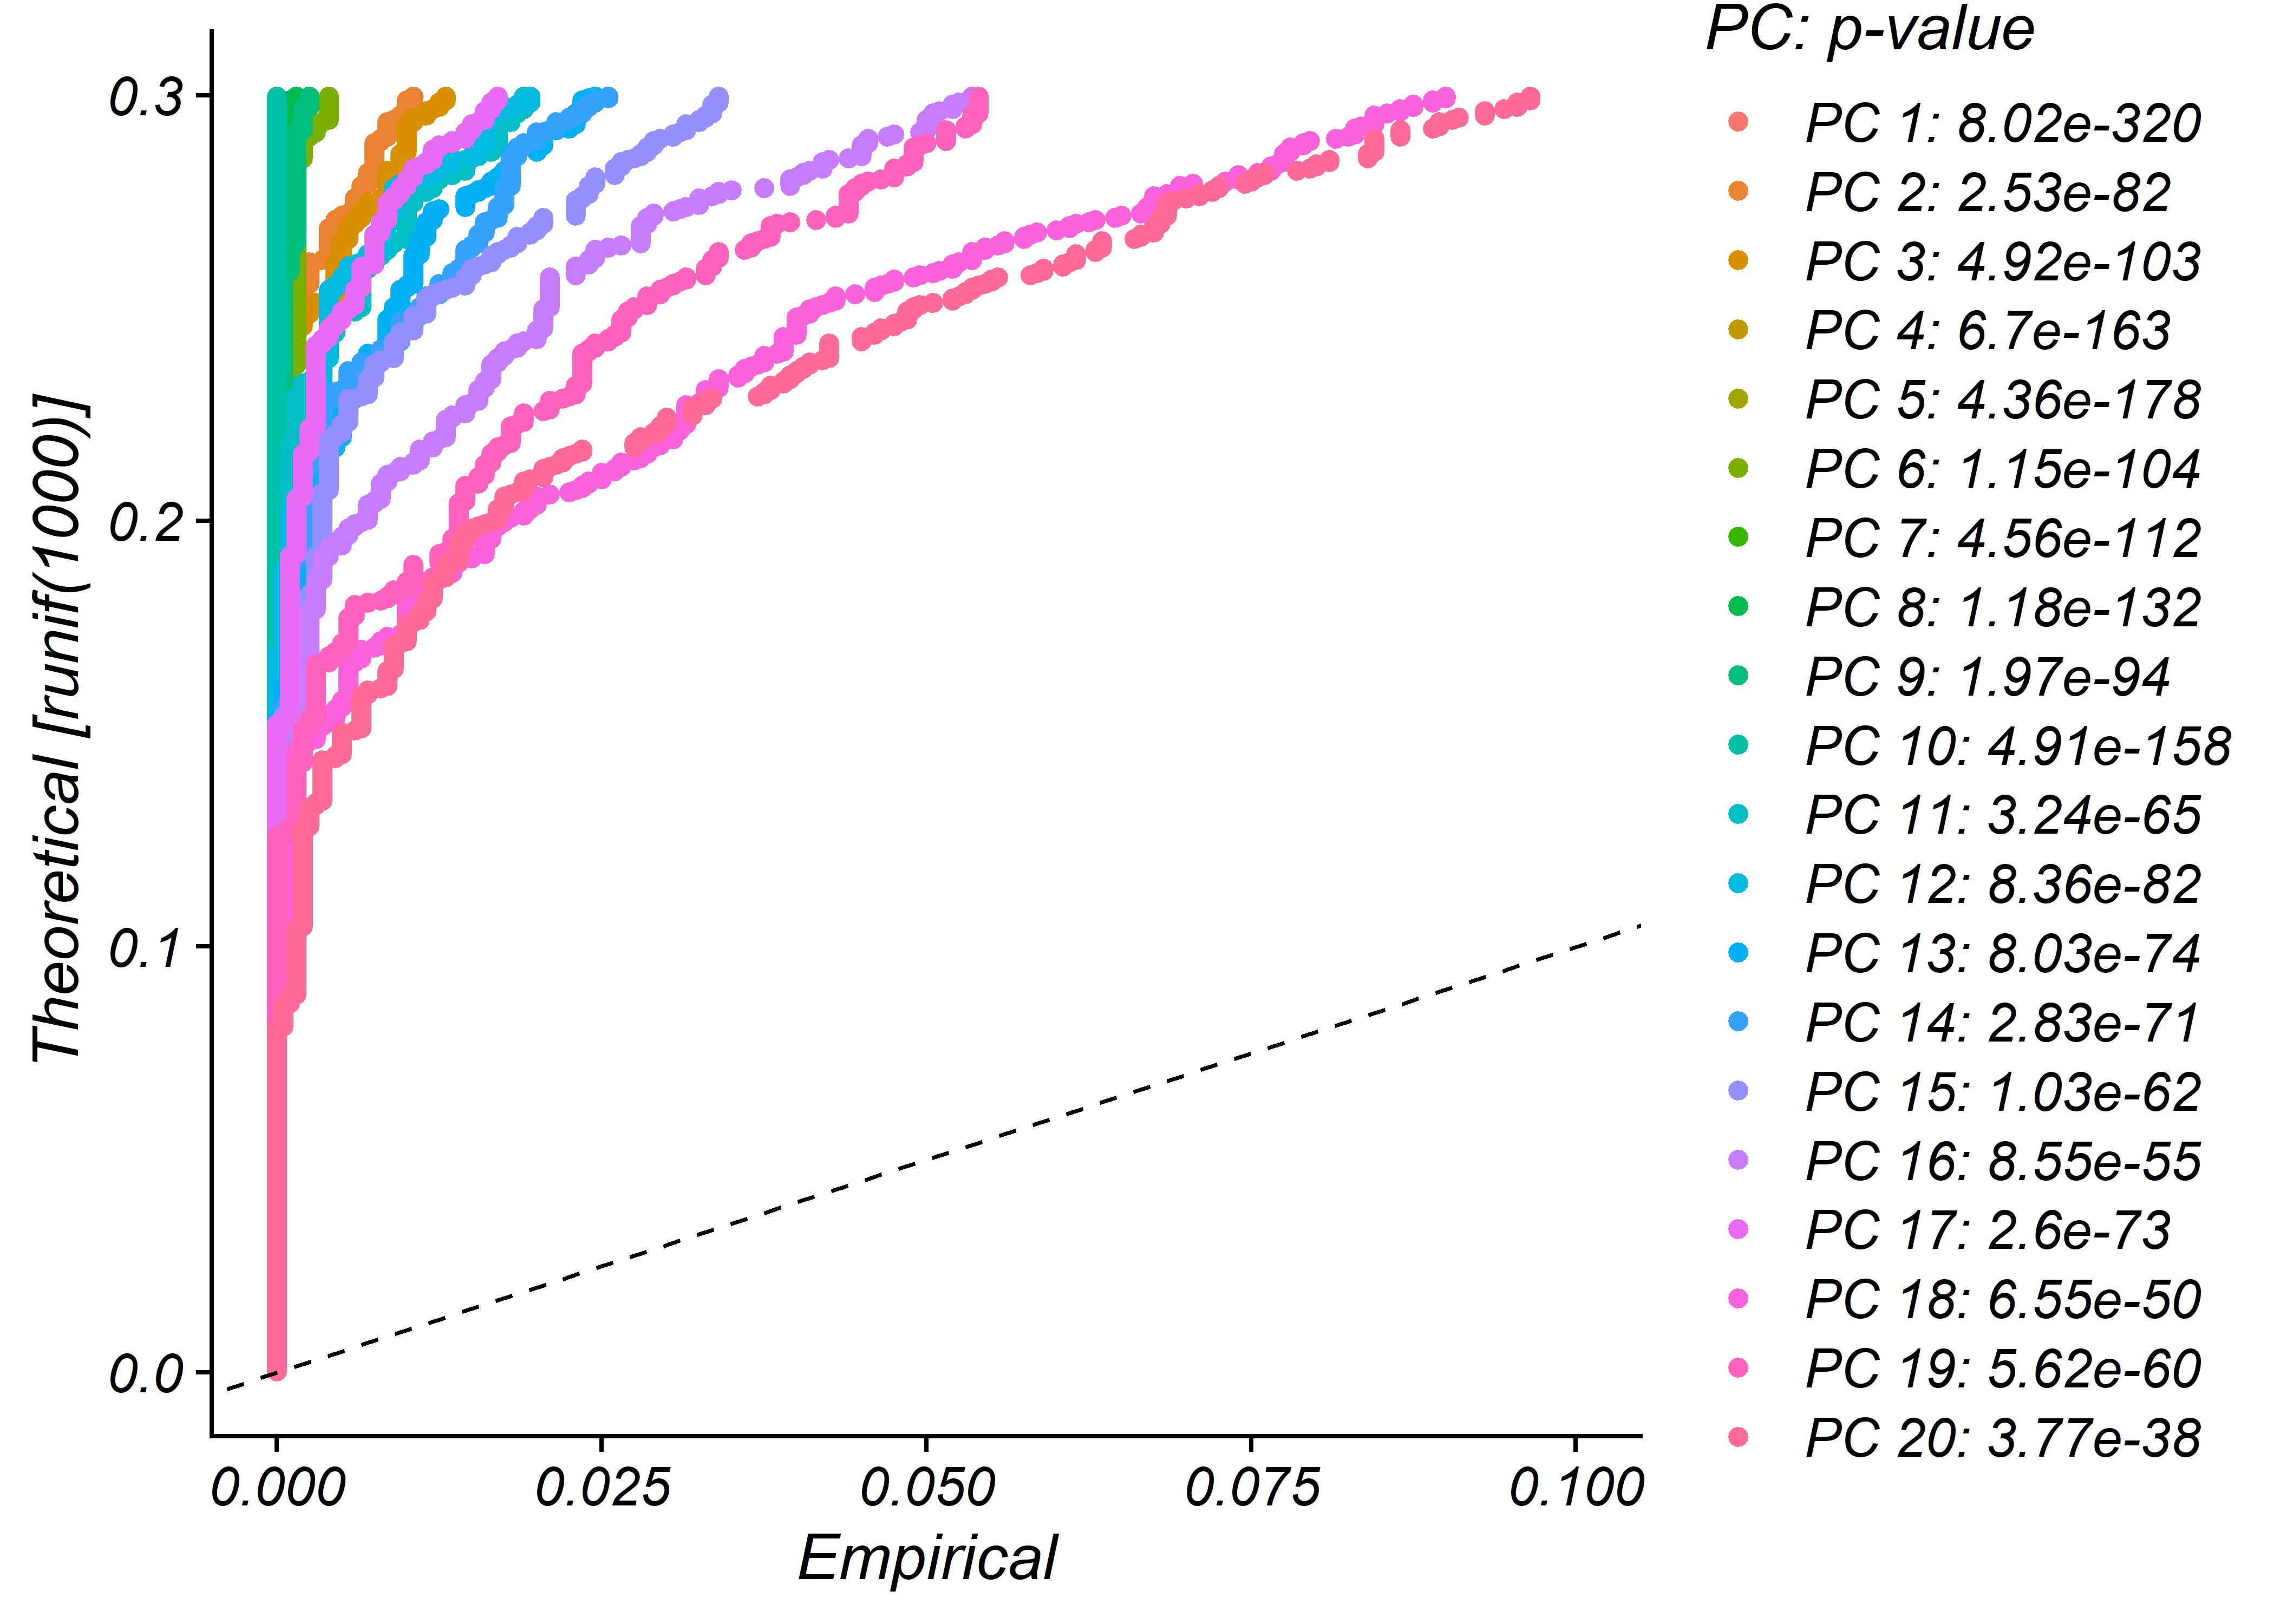 PC: p-value
0.3
0.2
0.1
0.0
Theoretical [runif(1000)]
0.000 0.025 0.050 0.075 0.100
Empirical
PC 1: 8.02e-320
PC 2: 2.53e-82
PC 3: 4.92e-103
PC 4: 6.7e-163
PC 5: 4.36e-178
PC 6: 1.15e-104
PC 7: 4.56e-112
PC 8: 1.18e-132
PC 9: 1.97e-94
PC 10: 4.91e-158
PC 11: 3.24e-65
PC 12: 8.36e-82
PC 13: 8.03e-74
PC 14: 2.83e-71
PC 15: 1.03e-62
PC 16: 8.55e-55
PC 17: 2.6e-73
PC 18: 6.55e-50
PC 19: 5.62e-60
PC 20: 3.77e-38